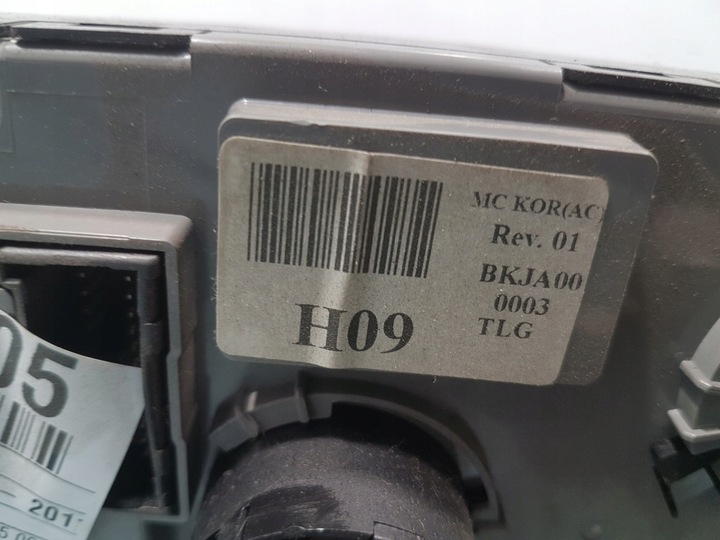 MC KOR(AC)
Rev. 01
BKJA00
0003
TLG
H09
05
201